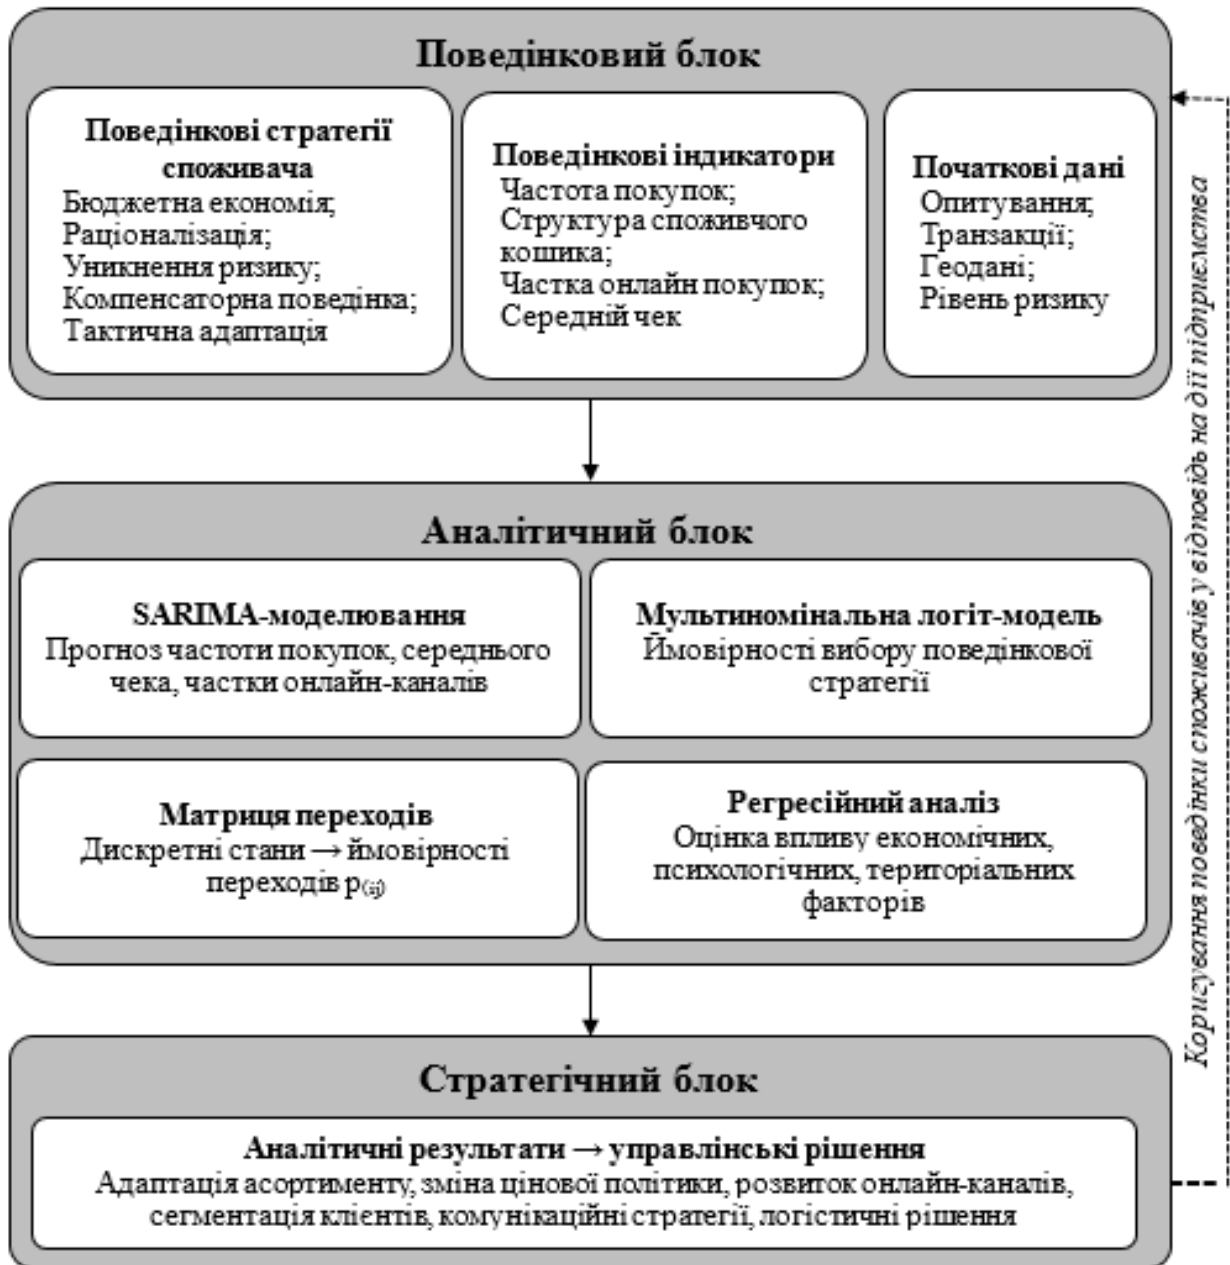 Поведінковий блок
Поведінкові стратегії
споживача
Бюджетна економія;
Раціоналізація;
Уникнення ризику;
Компенсаторна поведінка;
Тактична адаптація
Поведінкові індикатори
Частота покупок;
Структура споживчого
кошика;
Частка онлайн покупок;
Середній чек
Початкові дані
Опитування;
Транзакції;
Геодані;
Рівень ризику
Аналітичний блок
SARIMA-моделювання
Прогноз частоти покупок, середнього
чека, частки онлайн-каналів
Мультиномінальна логіт-модель
Ймовірності вибору поведінкової
стратегії
Матриця переходів
Дискретні стани → ймовірності
переходів p₍ᵢⱼ₎
Регресійний аналіз
Оцінка впливу економічних,
психологічних, територіальних
факторів
Стратегічний блок
Аналітичні результати → управлінські рішення
Адаптація асортименту, зміна цінової політики, розвиток онлайн-каналів,
сегментація клієнтів, комунікаційні стратегії, логістичні рішення
Коригування поведінки споживачів у відповідь на дії підприємства